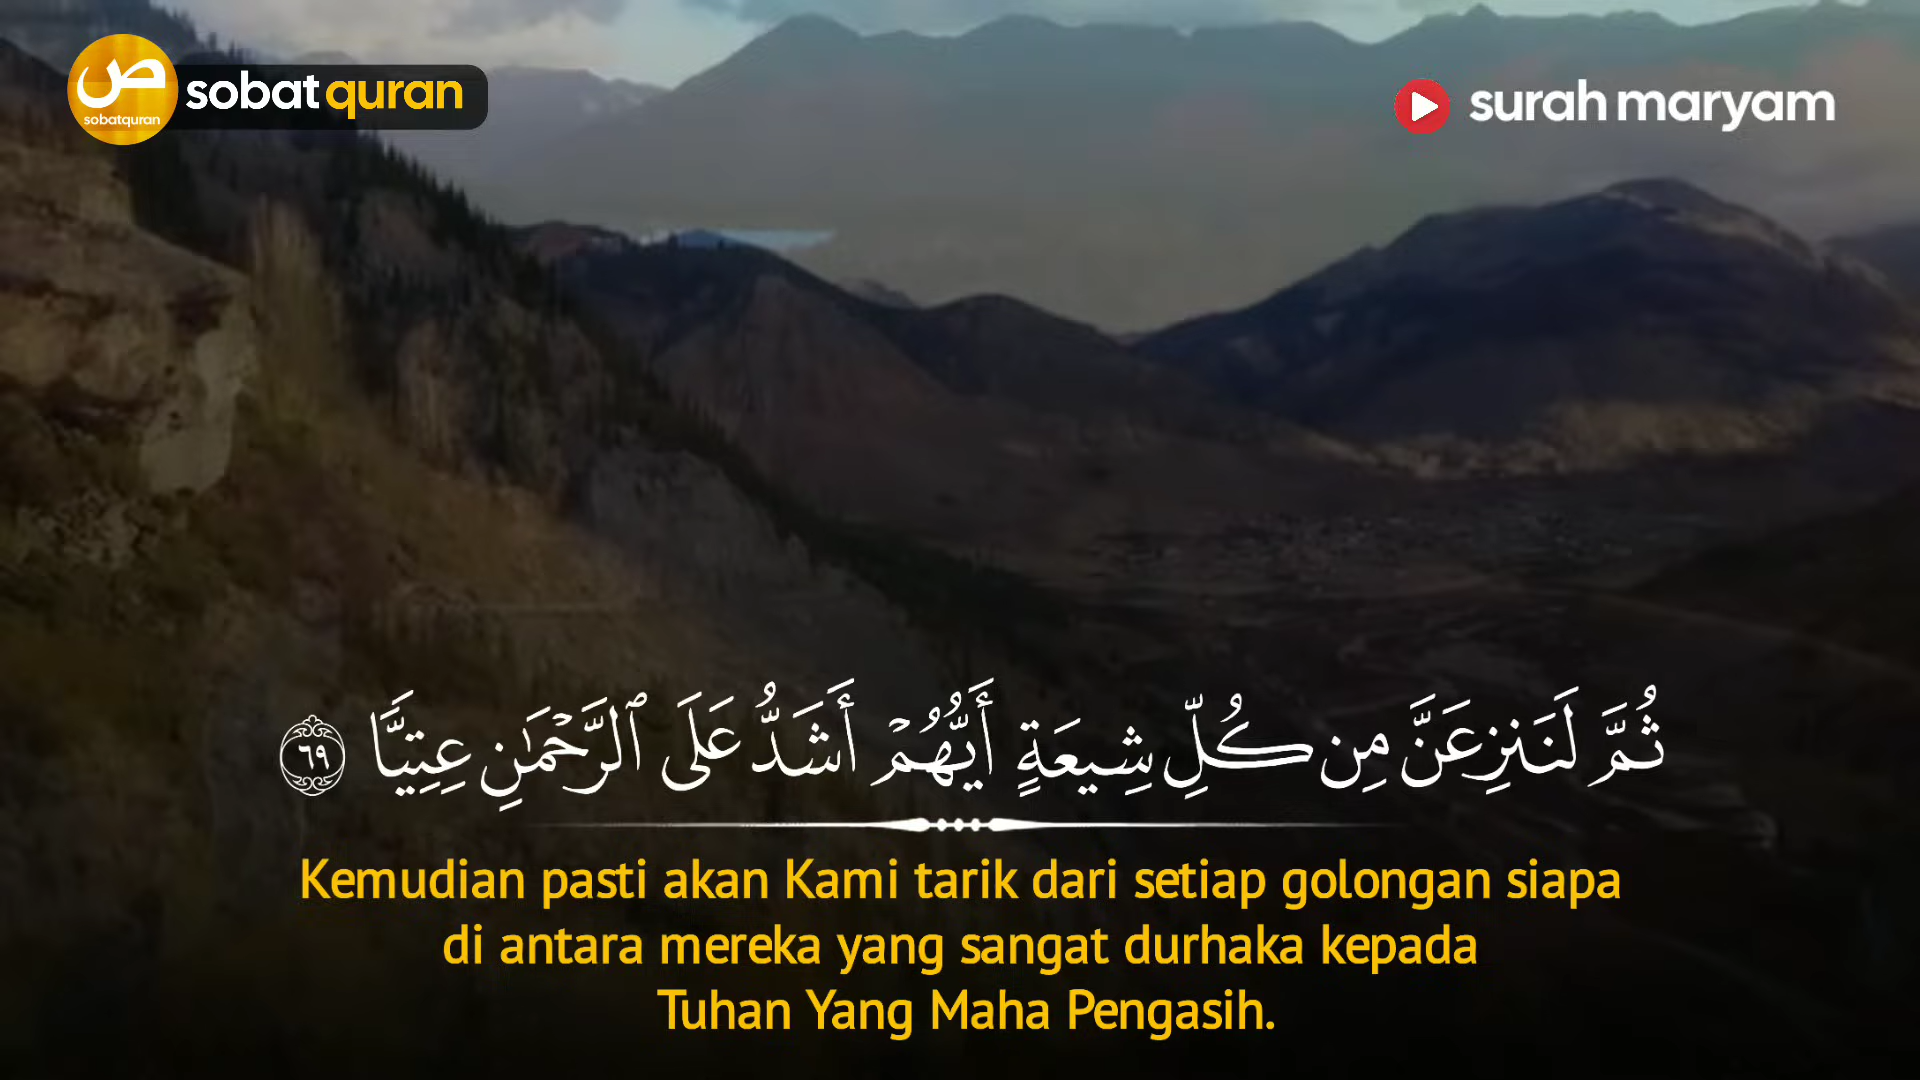 ص
sobatquran
sobat quran
surah maryam
ثُمَّ لَنَنزِعَنَّ مِن كُلِّ شِيعَةٍ أَيُّهُمْ أَشَدُّ عَلَى ٱلرَّحْمَٰنِ عِتِيًّا ٦٩
Kemudian pasti akan Kami tarik dari setiap golongan siapa
di antara mereka yang sangat durhaka kepada
Tuhan Yang Maha Pengasih.